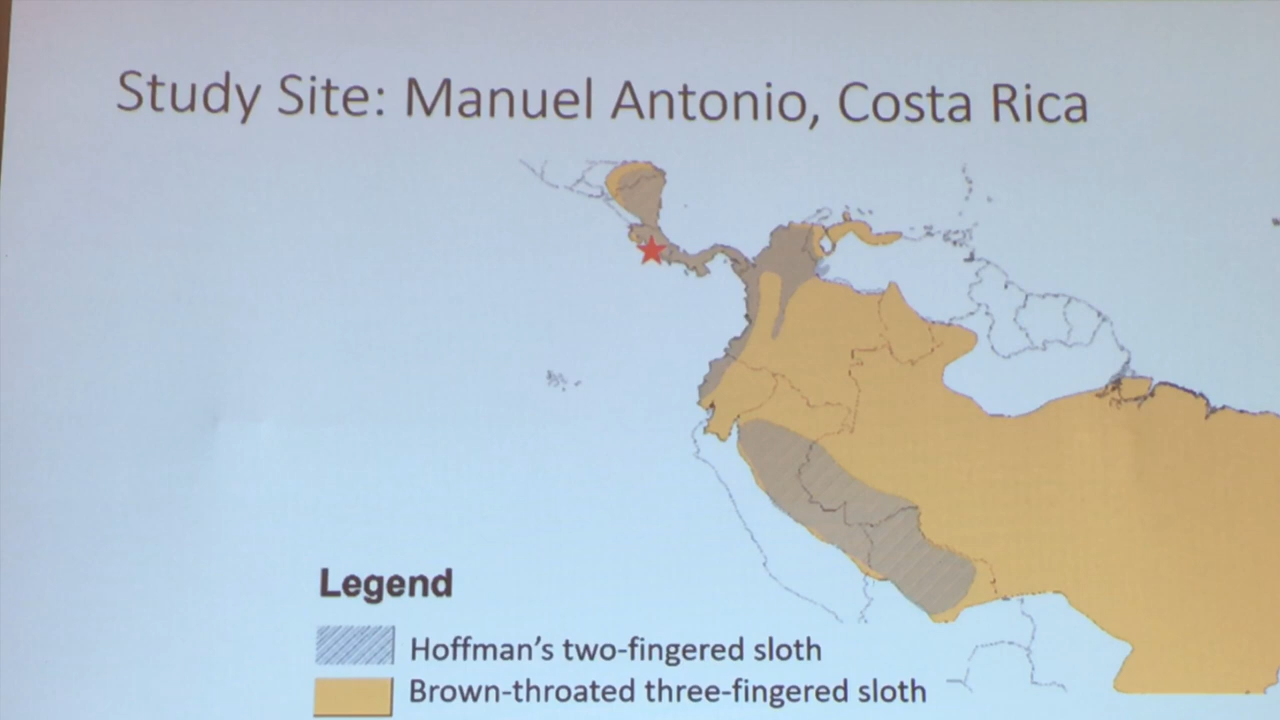 Study Site: Manuel Antonio, Costa Rica
Legend
Hoffman's two-fingered sloth
Brown-throated three-fingered sloth